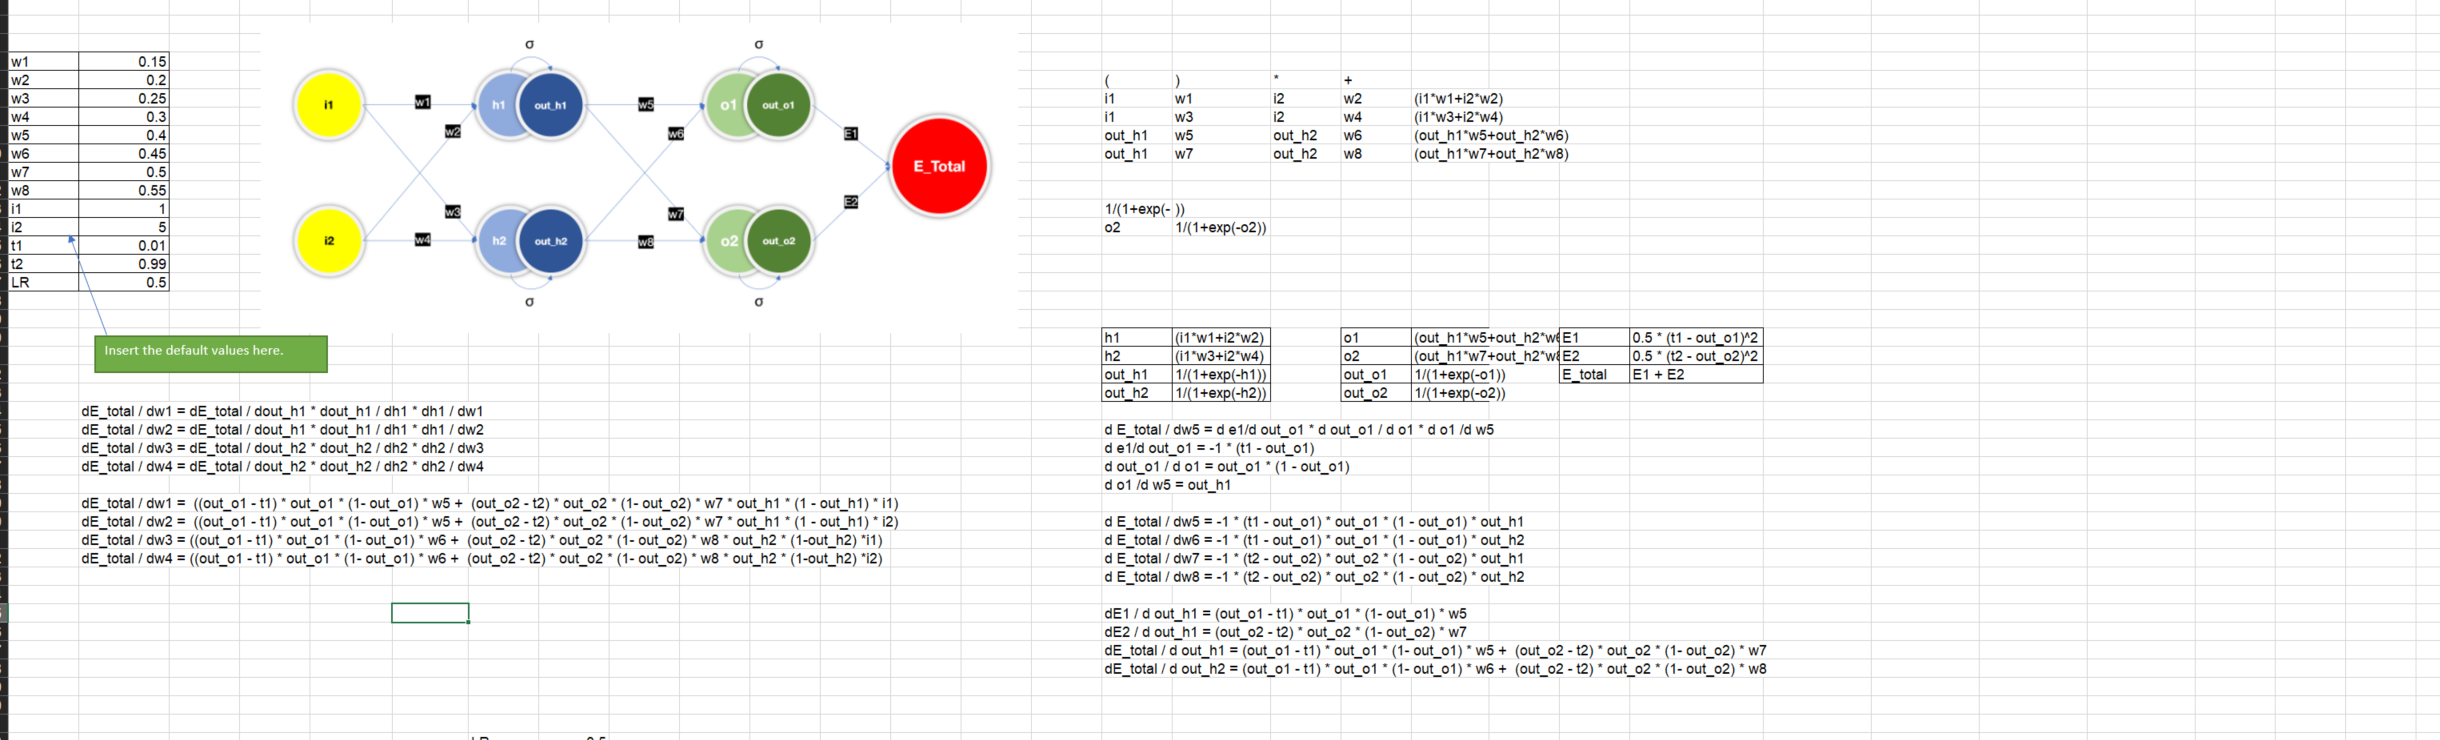 w1 0.15
w2 0.2
w3 0.25
w4 0.3
w5 0.4
w6 0.45
w7 0.5
w8 0.55
i1 1
i2 5
t1 0.01
t2 0.99
LR 0.5
Insert the default values here.
σ σ
i1 w1 h1 out_h1 w5 o1 out_o1
w2 w6 E1
E_Total
w3 w7 E2
i2 w4 h2 out_h2 w8 o2 out_o2
σ σ
( ) * +
i1 w1 i2 w2 (i1*w1+i2*w2)
i1 w3 i2 w4 (i1*w3+i2*w4)
out_h1 w5 out_h2 w6 (out_h1*w5+out_h2*w6)
out_h1 w7 out_h2 w8 (out_h1*w7+out_h2*w8)
1/(1+exp(- ))
o2 1/(1+exp(-o2))
h1 (i1*w1+i2*w2) o1 (out_h1*w5+out_h2*w6 E1 0.5 * (t1 - out_o1)^2
h2 (i1*w3+i2*w4) o2 (out_h1*w7+out_h2*w8 E2 0.5 * (t2 - out_o2)^2
out_h1 1/(1+exp(-h1)) out_o1 1/(1+exp(-o1)) E_total E1 + E2
out_h2 1/(1+exp(-h2)) out_o2 1/(1+exp(-o2))
dE_total / dw1 = dE_total / dout_h1 * dout_h1 / dh1 * dh1 / dw1
dE_total / dw2 = dE_total / dout_h1 * dout_h1 / dh1 * dh1 / dw2
dE_total / dw3 = dE_total / dout_h2 * dout_h2 / dh2 * dh2 / dw3
dE_total / dw4 = dE_total / dout_h2 * dout_h2 / dh2 * dh2 / dw4
dE_total / dw1 = ((out_o1 - t1) * out_o1 * (1- out_o1) * w5 + (out_o2 - t2) * out_o2 * (1- out_o2) * w7 * out_h1 * (1 - out_h1) * i1)
dE_total / dw2 = ((out_o1 - t1) * out_o1 * (1- out_o1) * w5 + (out_o2 - t2) * out_o2 * (1- out_o2) * w7 * out_h1 * (1 - out_h1) * i2)
dE_total / dw3 = ((out_o1 - t1) * out_o1 * (1- out_o1) * w6 + (out_o2 - t2) * out_o2 * (1- out_o2) * w8 * out_h2 * (1-out_h2) *i1)
dE_total / dw4 = ((out_o1 - t1) * out_o1 * (1- out_o1) * w6 + (out_o2 - t2) * out_o2 * (1- out_o2) * w8 * out_h2 * (1-out_h2) *i2)
d E_total / dw5 = d e1/d out_o1 * d out_o1 / d o1 * d o1 /d w5
d e1/d out_o1 = -1 * (t1 - out_o1)
d out_o1 / d o1 = out_o1 * (1 - out_o1)
d o1 /d w5 = out_h1
d E_total / dw5 = -1 * (t1 - out_o1) * out_o1 * (1 - out_o1) * out_h1
d E_total / dw6 = -1 * (t1 - out_o1) * out_o1 * (1 - out_o1) * out_h2
d E_total / dw7 = -1 * (t2 - out_o2) * out_o2 * (1 - out_o2) * out_h1
d E_total / dw8 = -1 * (t2 - out_o2) * out_o2 * (1 - out_o2) * out_h2
dE1 / d out_h1 = (out_o1 - t1) * out_o1 * (1- out_o1) * w5
dE2 / d out_h1 = (out_o2 - t2) * out_o2 * (1- out_o2) * w7
dE_total / d out_h1 = (out_o1 - t1) * out_o1 * (1- out_o1) * w5 + (out_o2 - t2) * out_o2 * (1- out_o2) * w7
dE_total / d out_h2 = (out_o1 - t1) * out_o1 * (1- out_o1) * w6 + (out_o2 - t2) * out_o2 * (1- out_o2) * w8